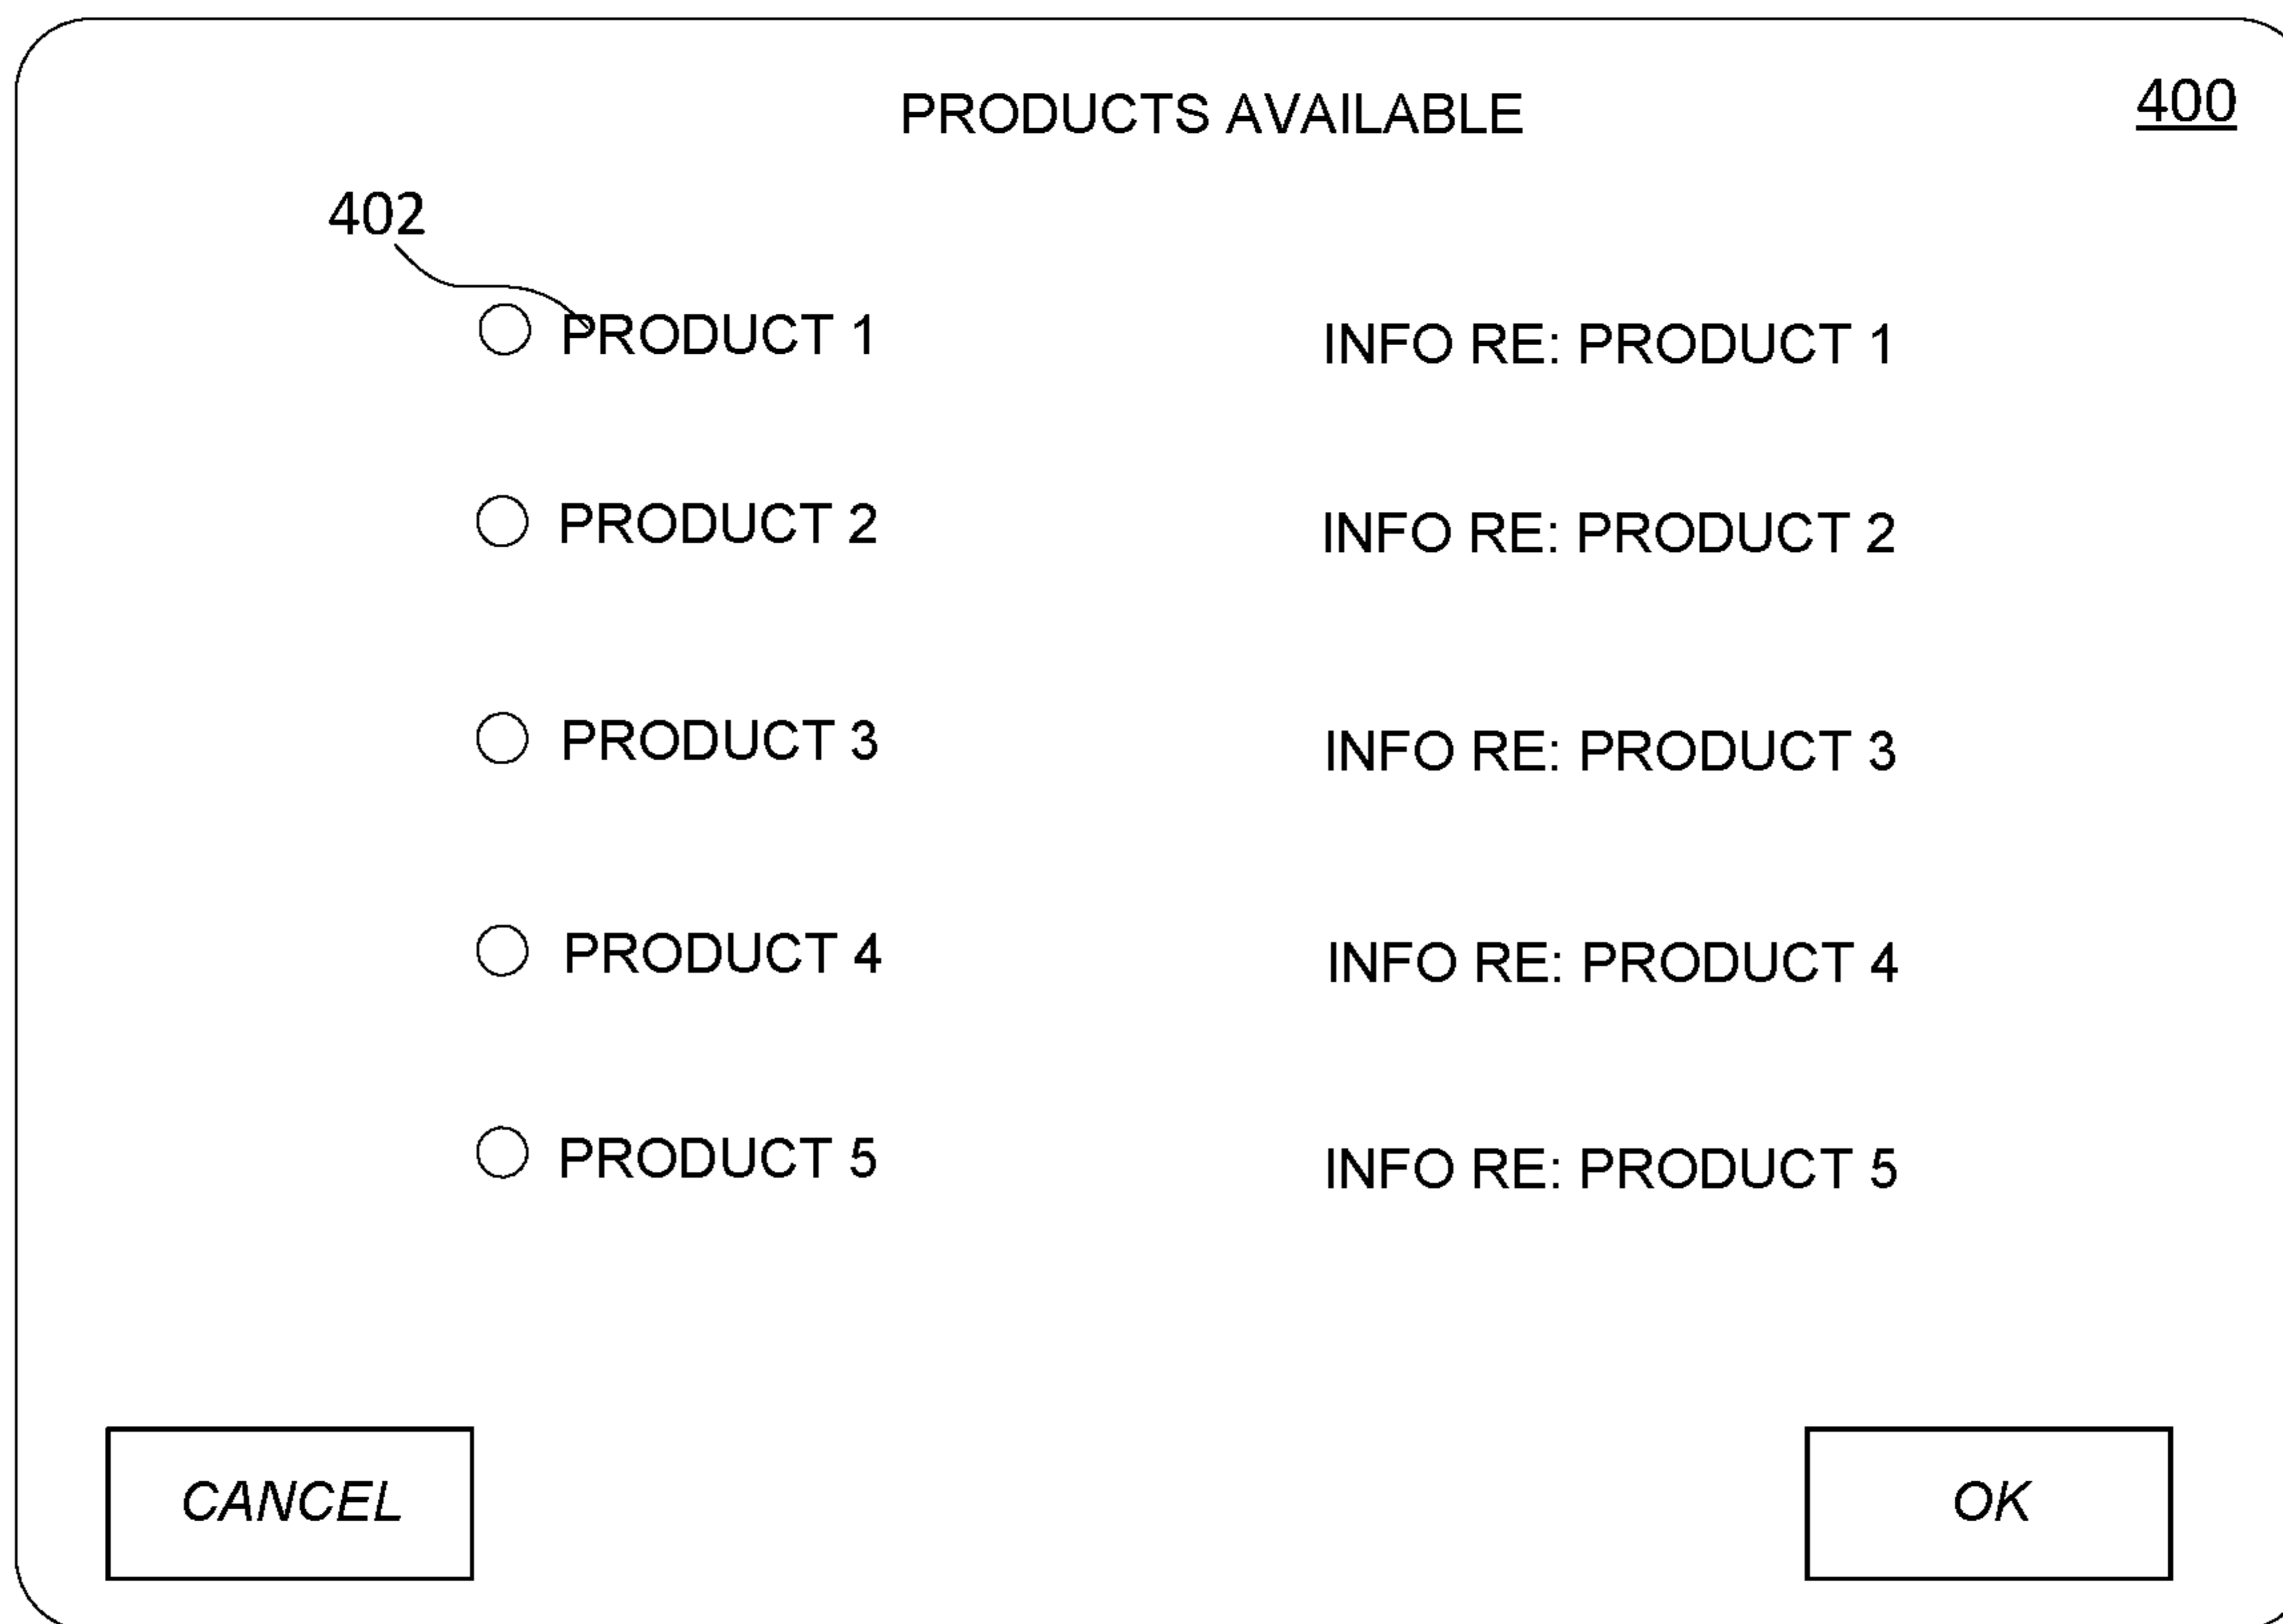 PRODUCTS AVAILABLE 400
402
PRODUCT 1 INFO RE: PRODUCT 1
PRODUCT 2 INFO RE: PRODUCT 2
PRODUCT 3 INFO RE: PRODUCT 3
PRODUCT 4 INFO RE: PRODUCT 4
PRODUCT 5 INFO RE: PRODUCT 5
CANCEL OK